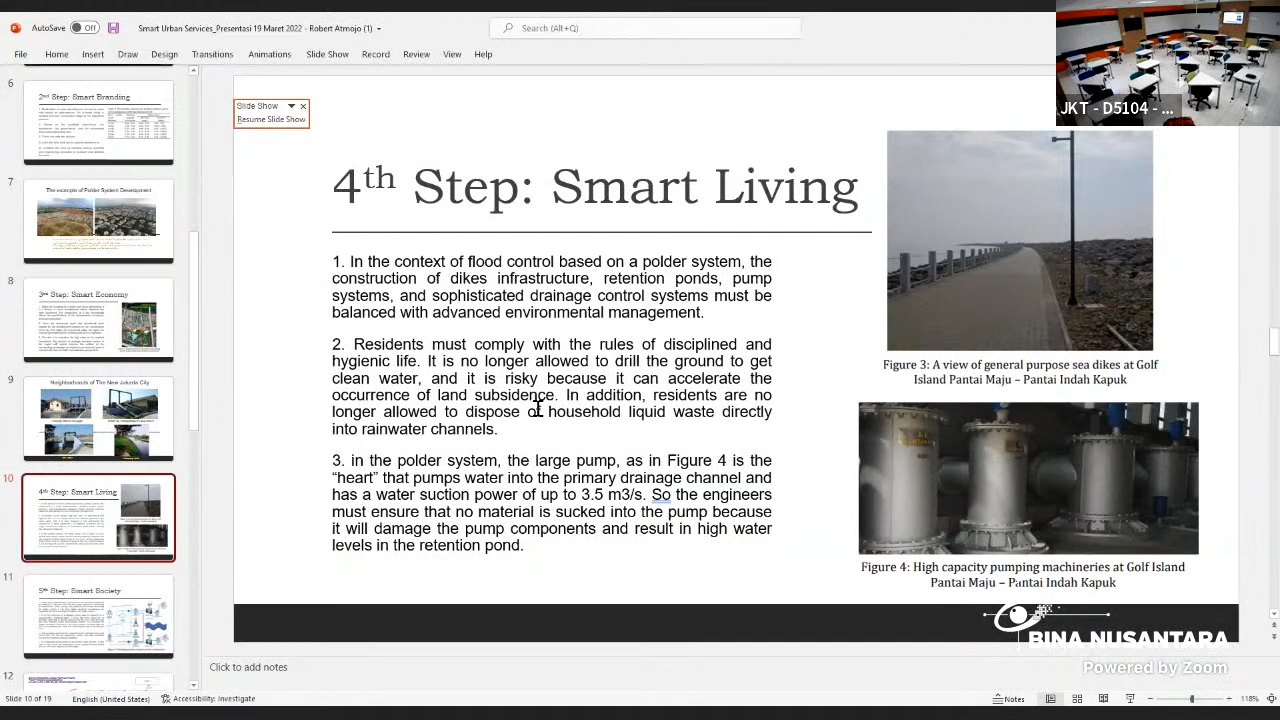 AutoSave Off
Smart Urban Services_Presentasi 19 Maret 2022 - Robert Atmojo (1)
Search (Alt+Q)
File Home Insert Draw Design Transitions Animations Slide Show Record Review View Help
JKT - D5104 - ...
6
2nd Step: Smart Branding
7
The example of Polder System Development
8
3rd Step: Smart Economy
9
Neighborhoods of The New Jakarta City
10
4th Step: Smart Living
11
5th Step: Smart Society
12
Slide Show
Resume Slide Show
4th Step: Smart Living
1. In the context of flood control based on a polder system, the
construction of dikes infrastructure, retention ponds, pump
systems, and sophisticated drainage control systems must be
balanced with advanced environmental management.
2. Residents must comply with the rules of disciplined and
hygienic life. It is no longer allowed to drill the ground to get
clean water, and it is risky because it can accelerate the
occurrence of land subsidence. In addition, residents are no
longer allowed to dispose of household liquid waste directly
into rainwater channels.
3. in the polder system, the large pump, as in Figure 4 is the
“heart” that pumps water into the primary drainage channel and
has a water suction power of up to 3.5 m3/s. So the engineers
must ensure that no material is sucked into the pump because
it will damage the pump components and result in high water
levels in the retention pond.
Figure 3: A view of general purpose sea dikes at Golf
Island Pantai Maju – Pantai Indah Kapuk
Figure 4: High capacity pumping machineries at Golf Island
Pantai Maju – Pantai Indah Kapuk
BINA NUSANTARA
Powered by Zoom
Click to add notes
Slide 10 of 19
English (United States)
Accessibility: Investigate
Notes
118%